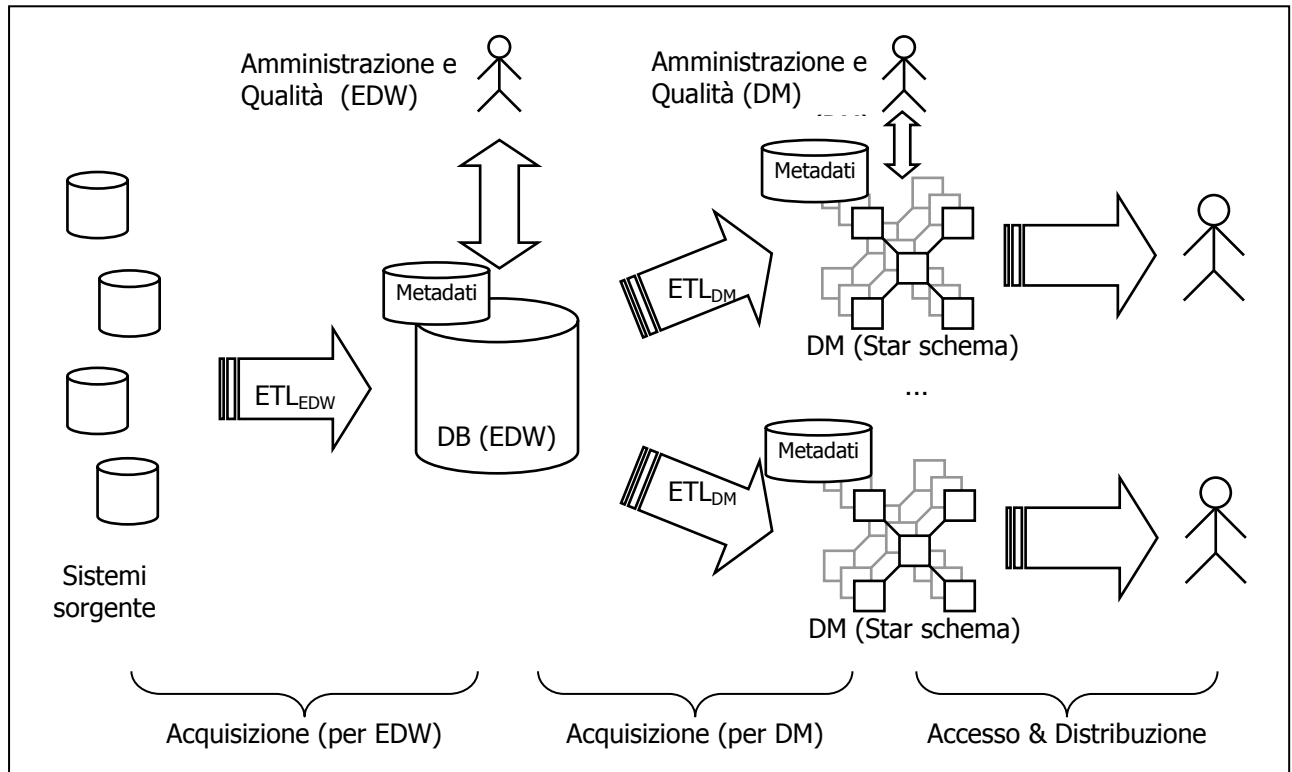 Amministrazione e
Qualità (EDW)
Amministrazione e
Qualità (DM)
Metadati
Metadati
ETLDM
DM (Star schema)
...
ETLEDW
DB (EDW)
Metadati
ETLDM
DM (Star schema)
Sistemi
sorgente
Acquisizione (per EDW)
Acquisizione (per DM)
Accesso & Distribuzione